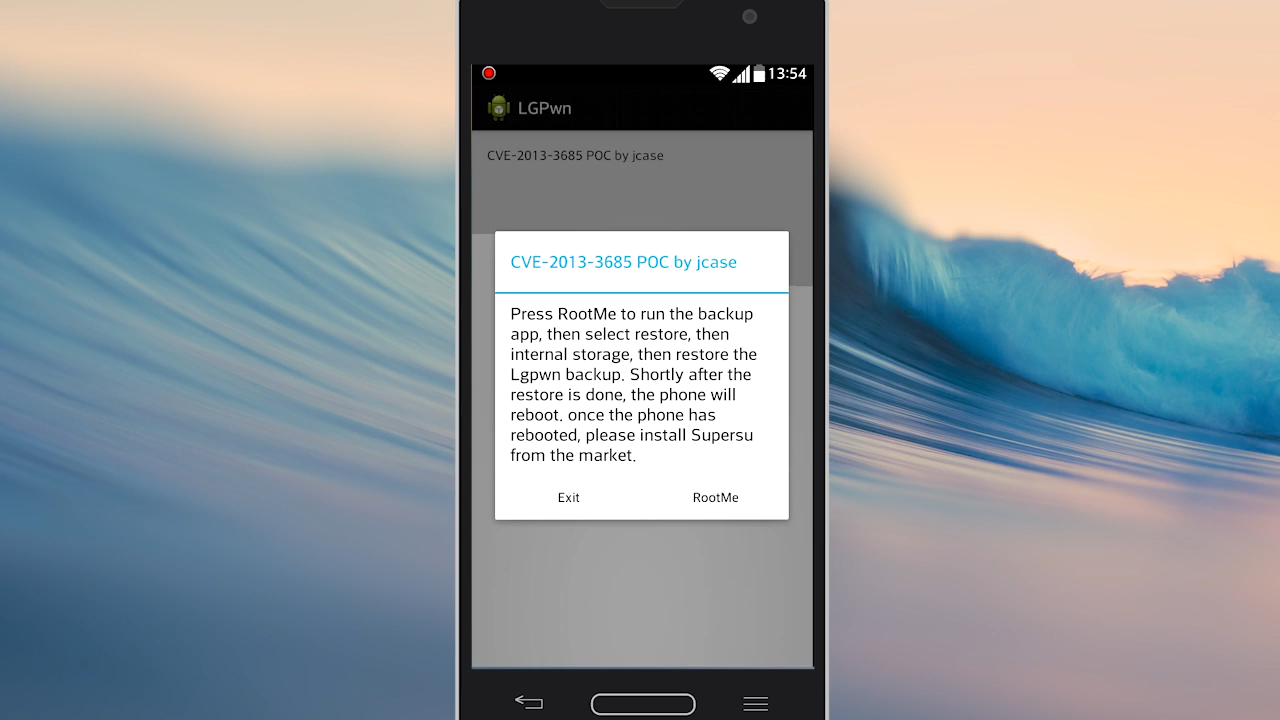 13:54
LGPwn
CVE-2013-3685 POC by jcase
CVE-2013-3685 POC by jcase
Press RootMe to run the backup
app, then select restore, then
internal storage, then restore the
Lgpwn backup. Shortly after the
restore is done, the phone will
reboot. once the phone has
rebooted, please install Supersu
from the market.
Exit RootMe